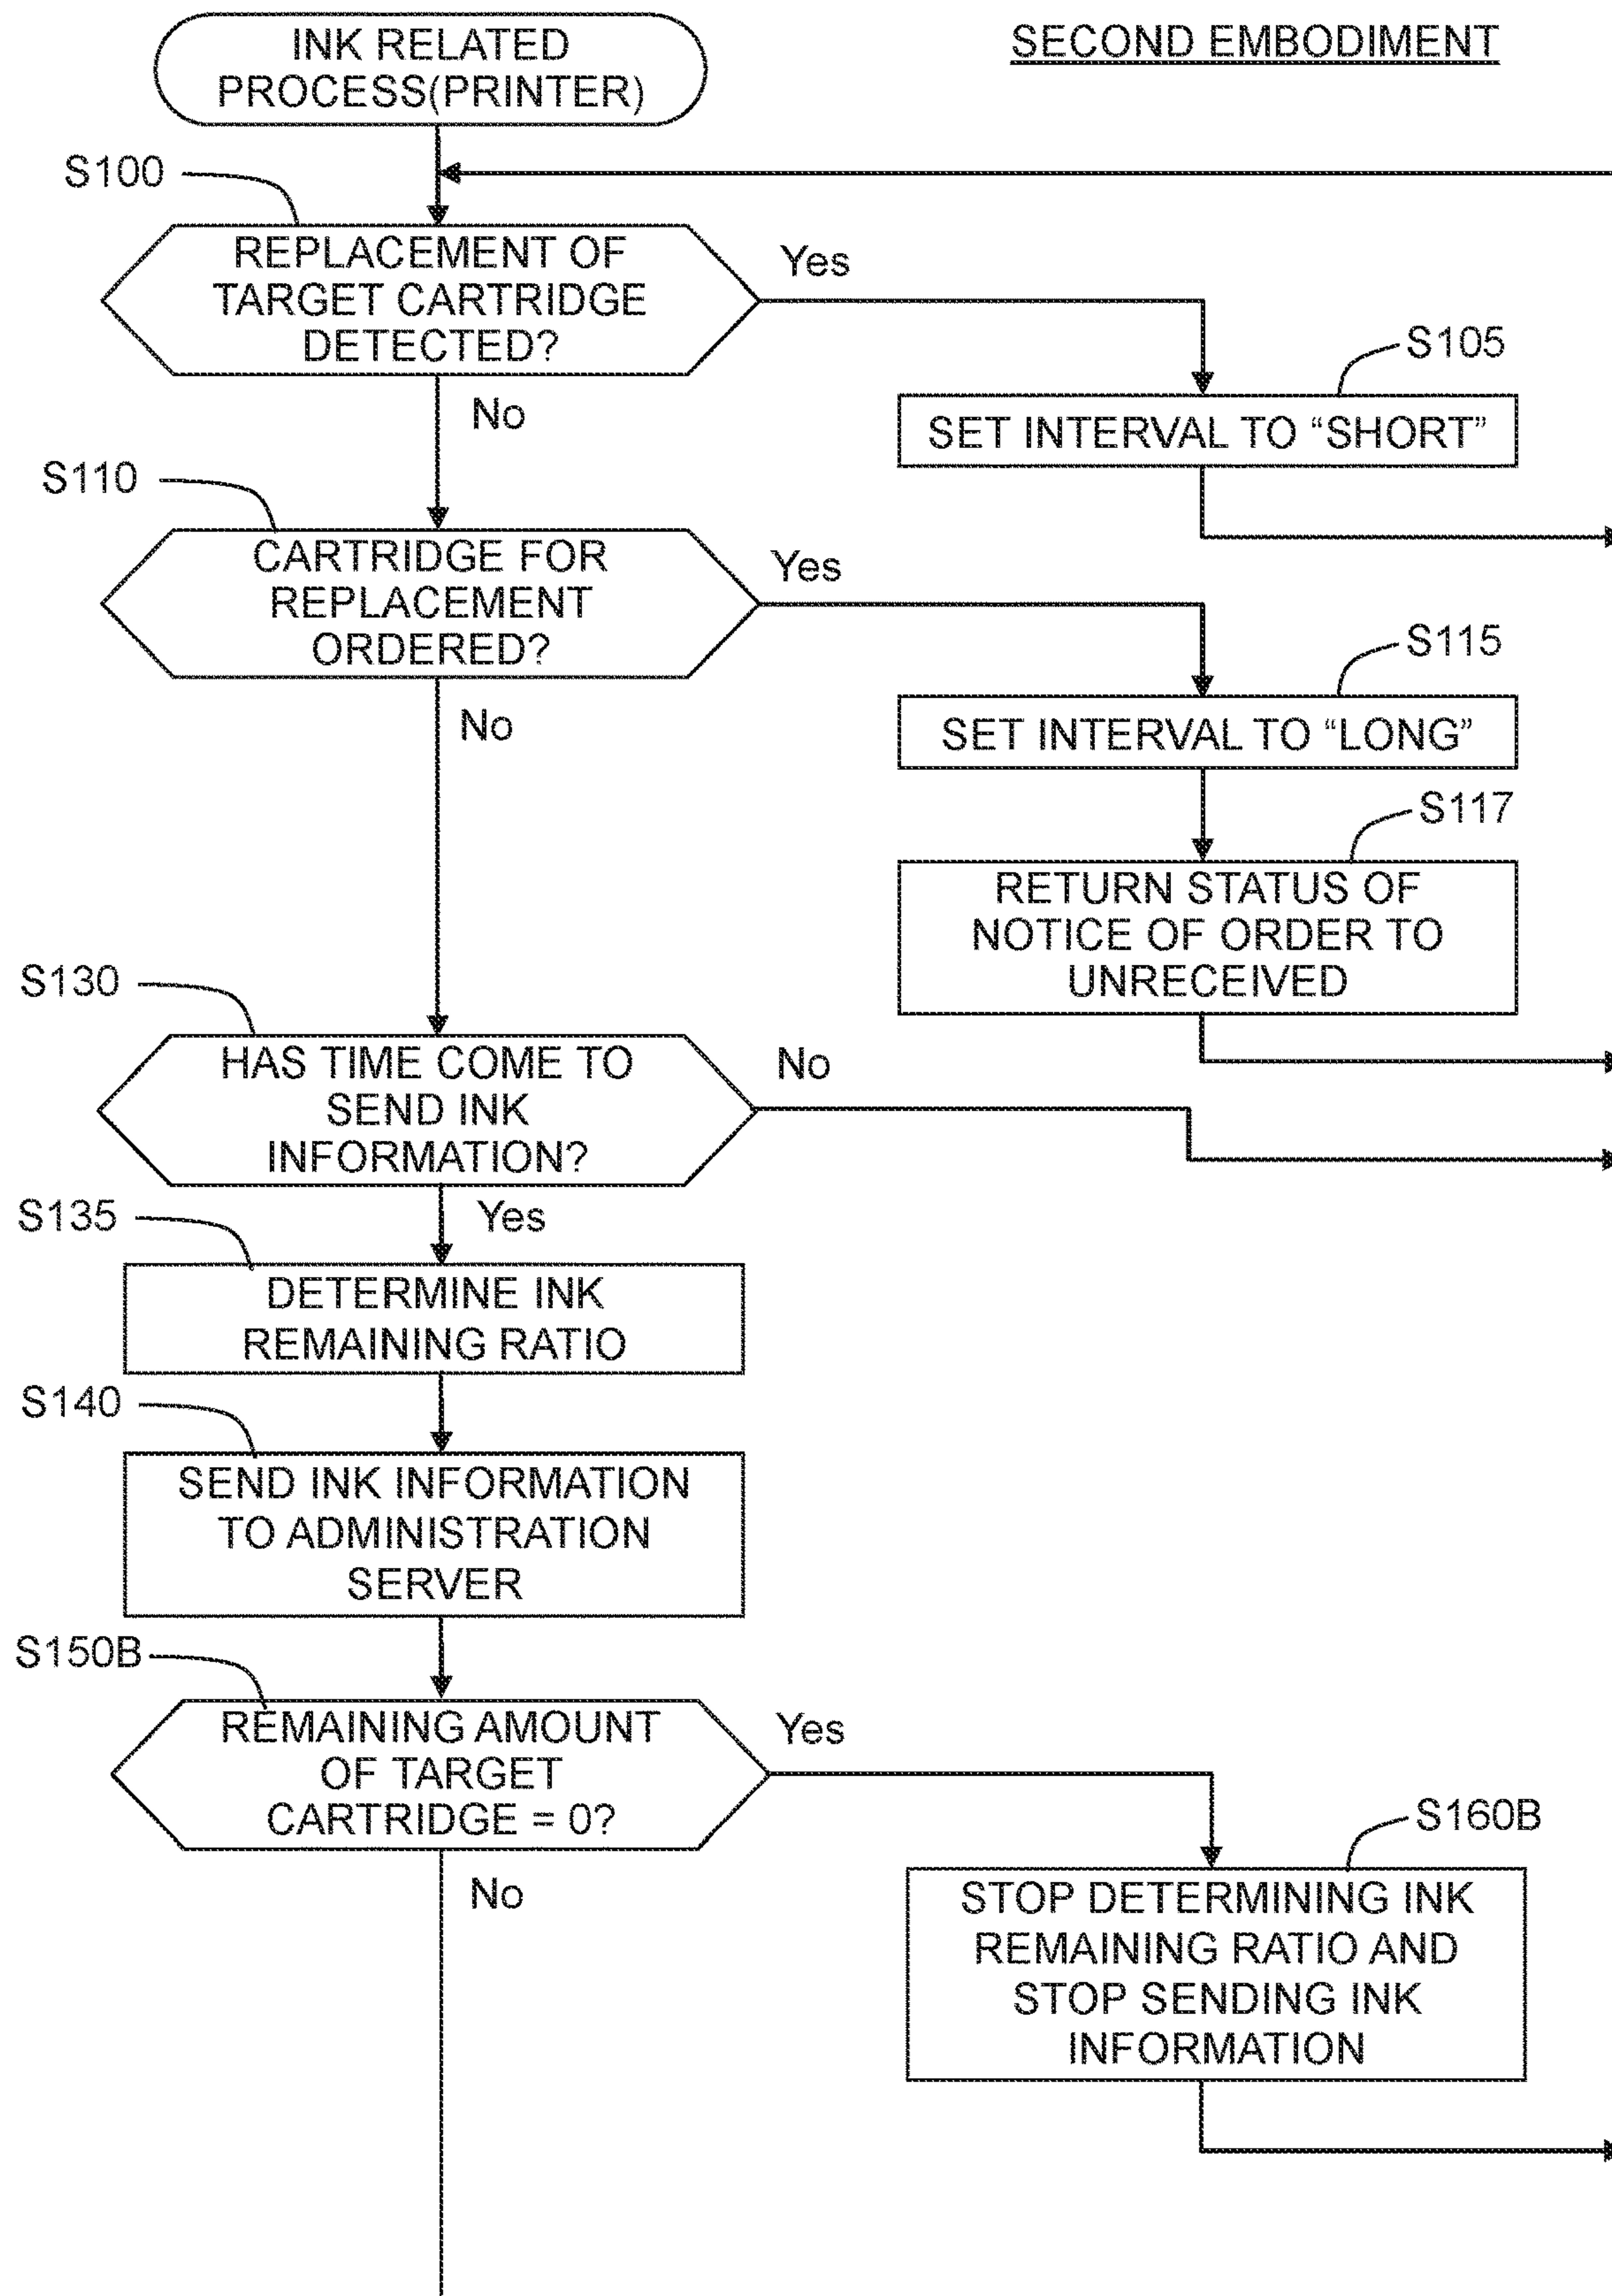 INK RELATED
PROCESS(PRINTER)
SECOND EMBODIMENT
S100
REPLACEMENT OF
TARGET CARTRIDGE
DETECTED?
Yes
No
S105
SET INTERVAL TO “SHORT”
S110
CARTRIDGE FOR
REPLACEMENT
ORDERED?
Yes
No
S115
SET INTERVAL TO “LONG”
S117
RETURN STATUS OF
NOTICE OF ORDER TO
UNRECEIVED
S130
HAS TIME COME TO
SEND INK
INFORMATION?
No
Yes
S135
DETERMINE INK
REMAINING RATIO
S140
SEND INK INFORMATION
TO ADMINISTRATION
SERVER
S150B
REMAINING AMOUNT
OF TARGET
CARTRIDGE = 0?
Yes
No
S160B
STOP DETERMINING INK
REMAINING RATIO AND
STOP SENDING INK
INFORMATION